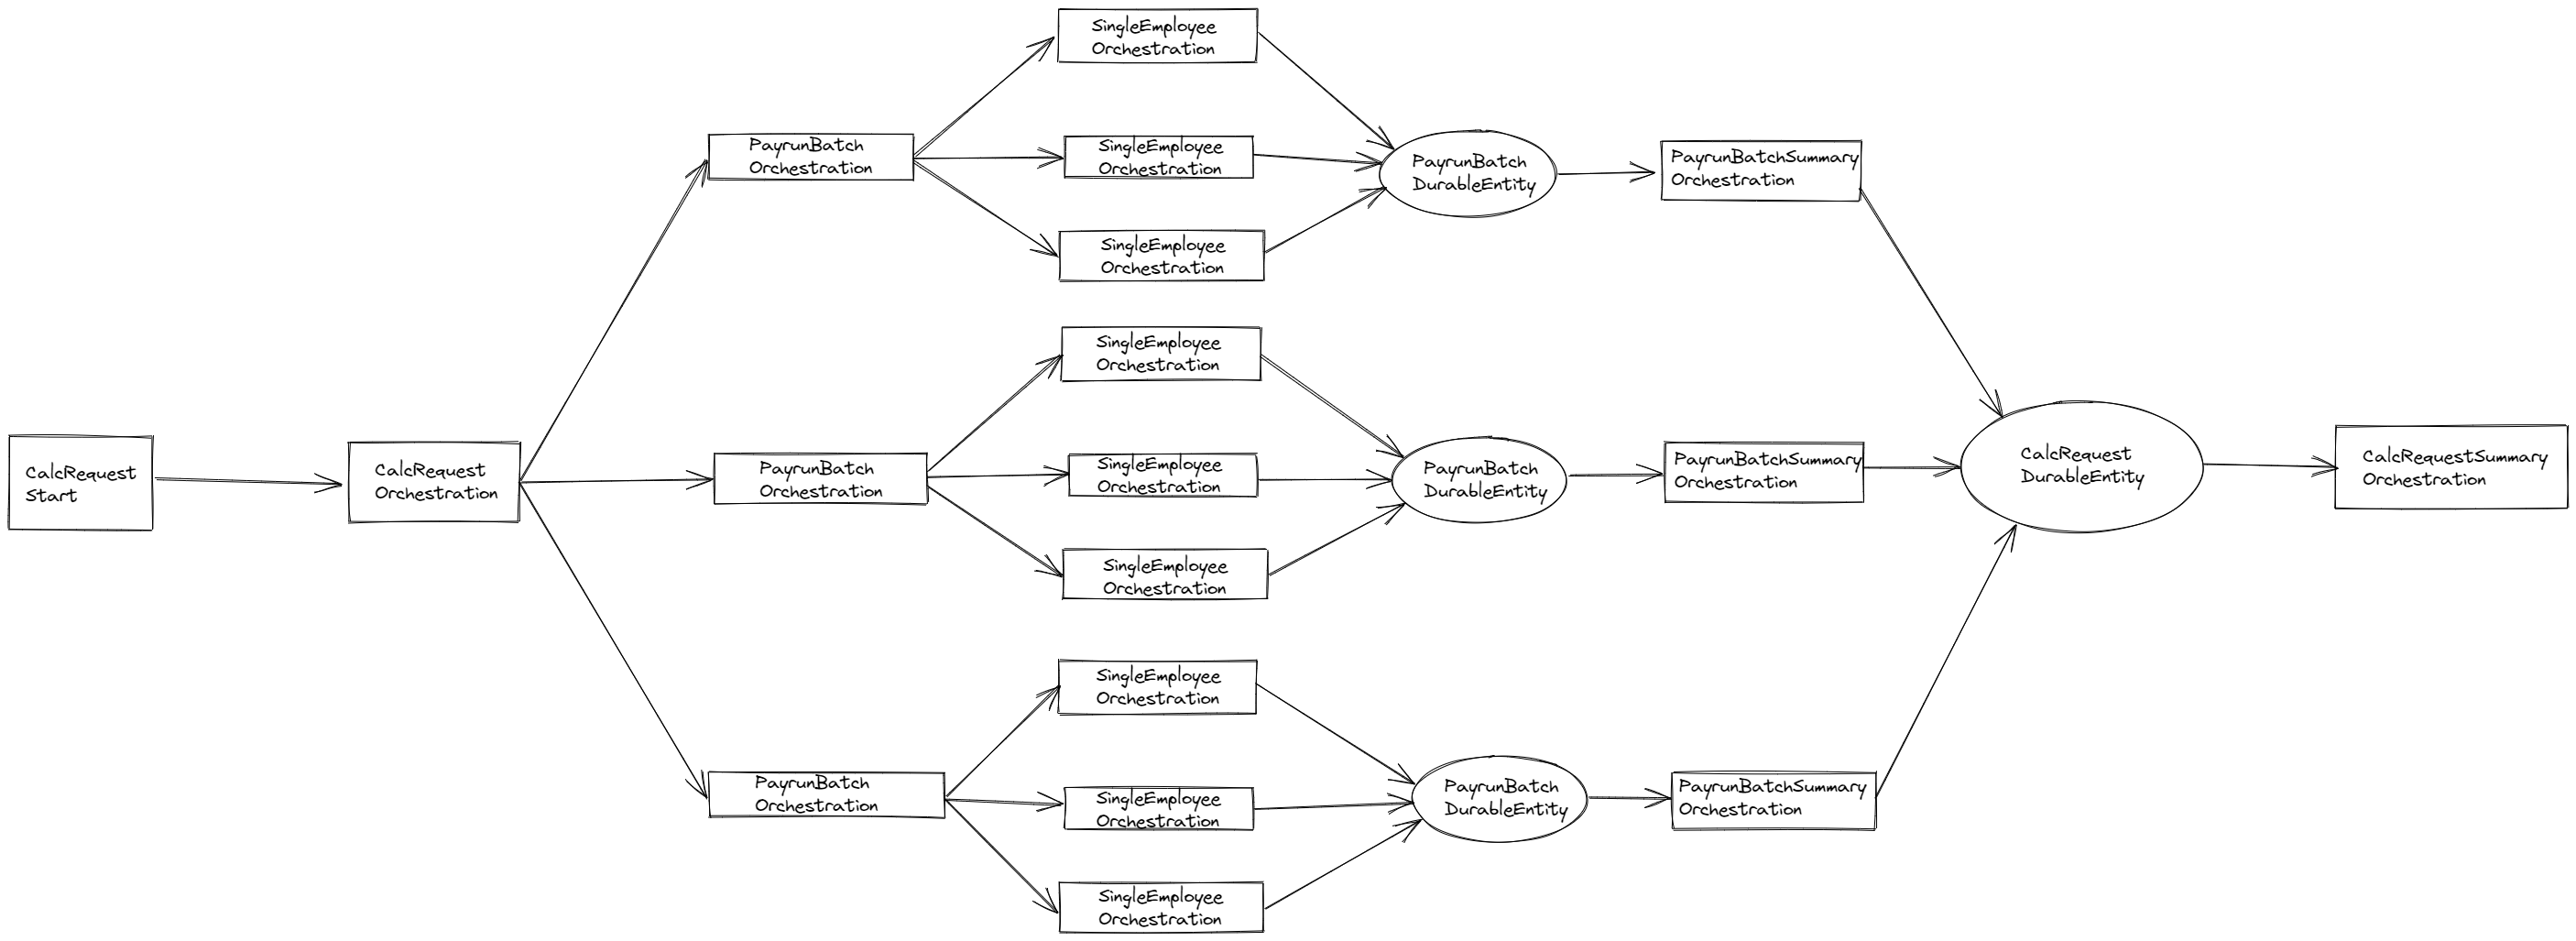 CalcRequest
Start
CalcRequest
Orchestration
PayrunBatch
Orchestration
SingleEmployee
Orchestration
SingleEmployee
Orchestration
SingleEmployee
Orchestration
PayrunBatch
DurableEntity
PayrunBatchSummary
Orchestration
PayrunBatch
Orchestration
SingleEmployee
Orchestration
SingleEmployee
Orchestration
SingleEmployee
Orchestration
PayrunBatch
DurableEntity
PayrunBatchSummary
Orchestration
PayrunBatch
Orchestration
SingleEmployee
Orchestration
SingleEmployee
Orchestration
SingleEmployee
Orchestration
PayrunBatch
DurableEntity
PayrunBatchSummary
Orchestration
CalcRequest
DurableEntity
CalcRequestSummary
Orchestration